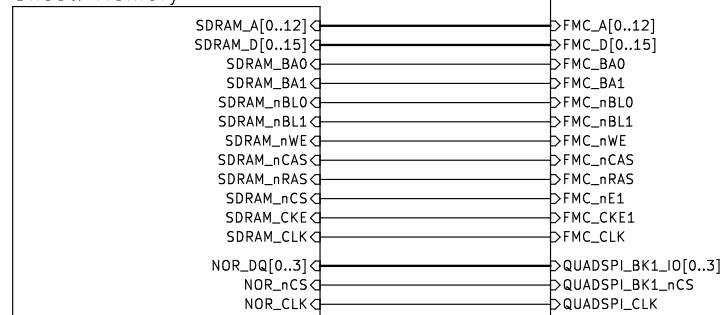 SDRAM_A[0..12] FMC_A[0..12]
SDRAM_D[0..15] FMC_D[0..15]
SDRAM_BA0 FMC_BA0
SDRAM_BA1 FMC_BA1
SDRAM_nBL0 FMC_nBL0
SDRAM_nBL1 FMC_nBL1
SDRAM_nWE FMC_nWE
SDRAM_nCAS FMC_nCAS
SDRAM_nRAS FMC_nRAS
SDRAM_nCS FMC_nE1
SDRAM_CKE FMC_CKE1
SDRAM_CLK FMC_CLK
NOR_DQ[0..3] QUADSPI_BK1_IO[0..3]
NOR_nCS QUADSPI_BK1_nCS
NOR_CLK QUADSPI_CLK